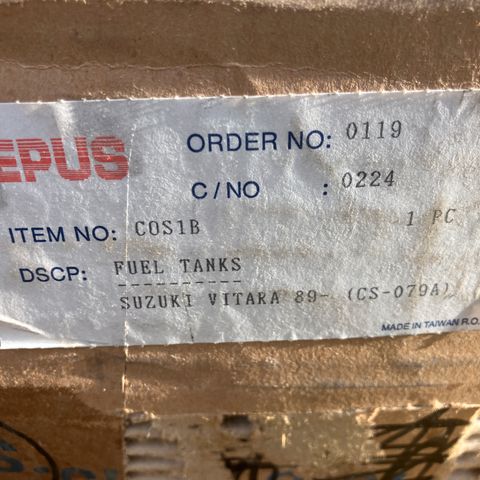 EPUS
ORDER NO: 0119
C/NO : 0224
ITEM NO: COS1B 1 PC
DSCP: FUEL TANKS
----------
SUZUKI VITARA 89- (CS-079A)
MADE IN TAIWAN R.O.